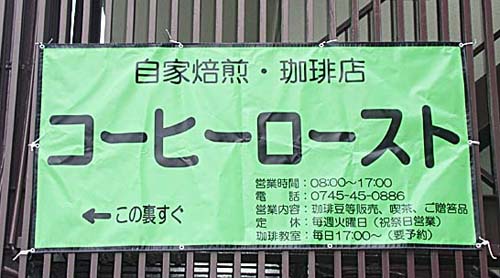 自家焙煎・珈琲店
コーヒーロースト
営業時間：08:00〜17:00
電　話：0745-45-0886
営業内容：珈琲豆等販売、喫茶、ご贈答品
定　休：毎週火曜日（祝祭日営業）
珈琲教室：毎日17:00〜（要予約）
←この裏すぐ